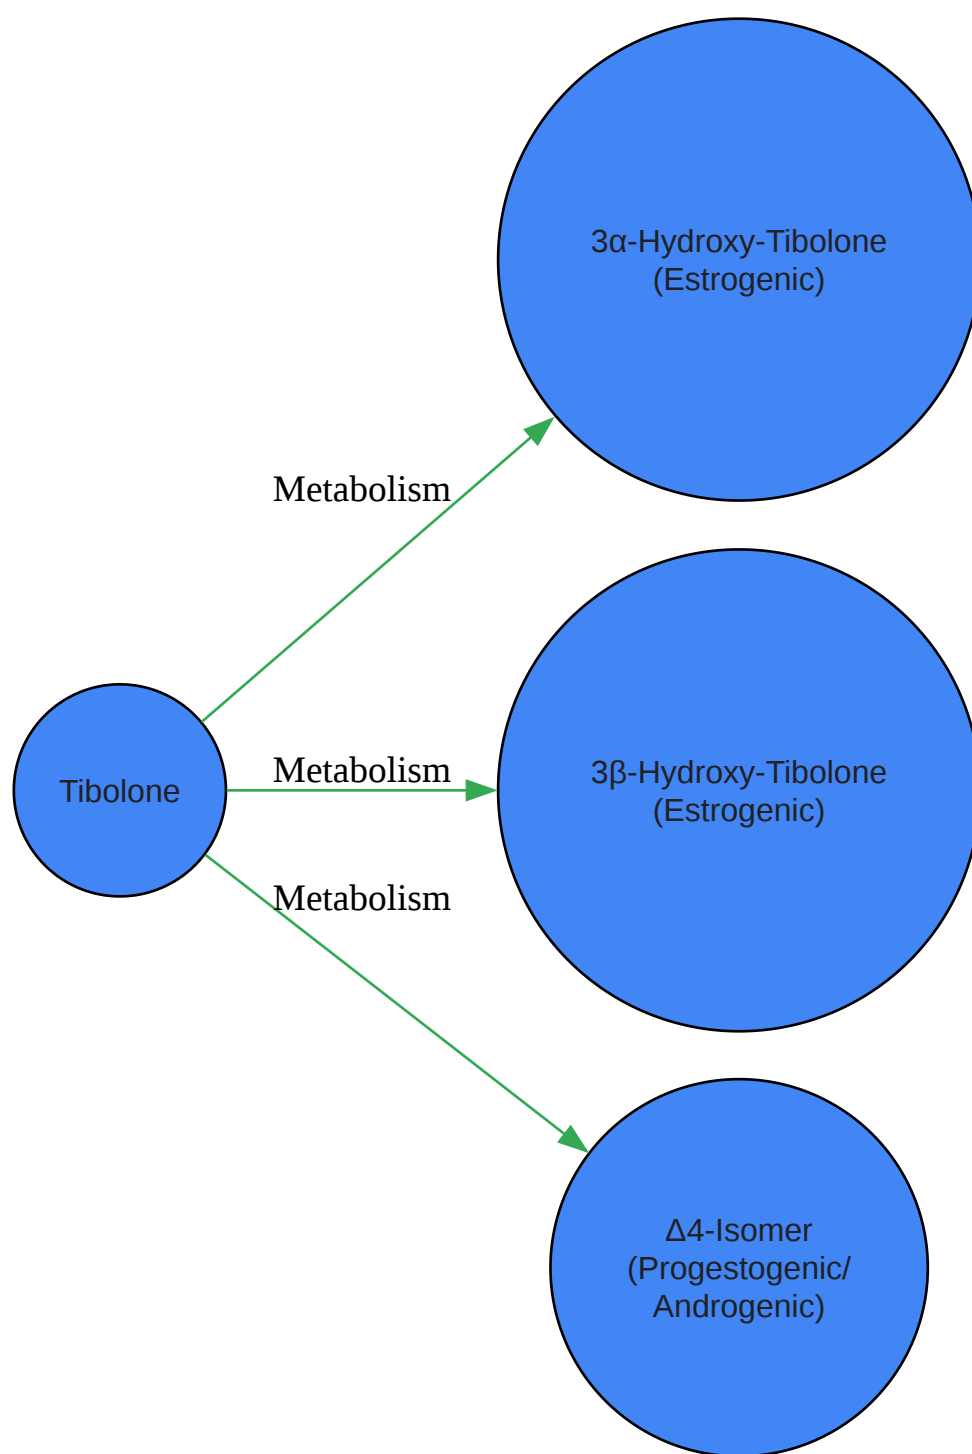 3α-Hydroxy-Tibolone
(Estrogenic)
Metabolism
Tibolone
Metabolism
3β-Hydroxy-Tibolone
(Estrogenic)
Metabolism
Δ4-Isomer
(Progestogenic/
Androgenic)